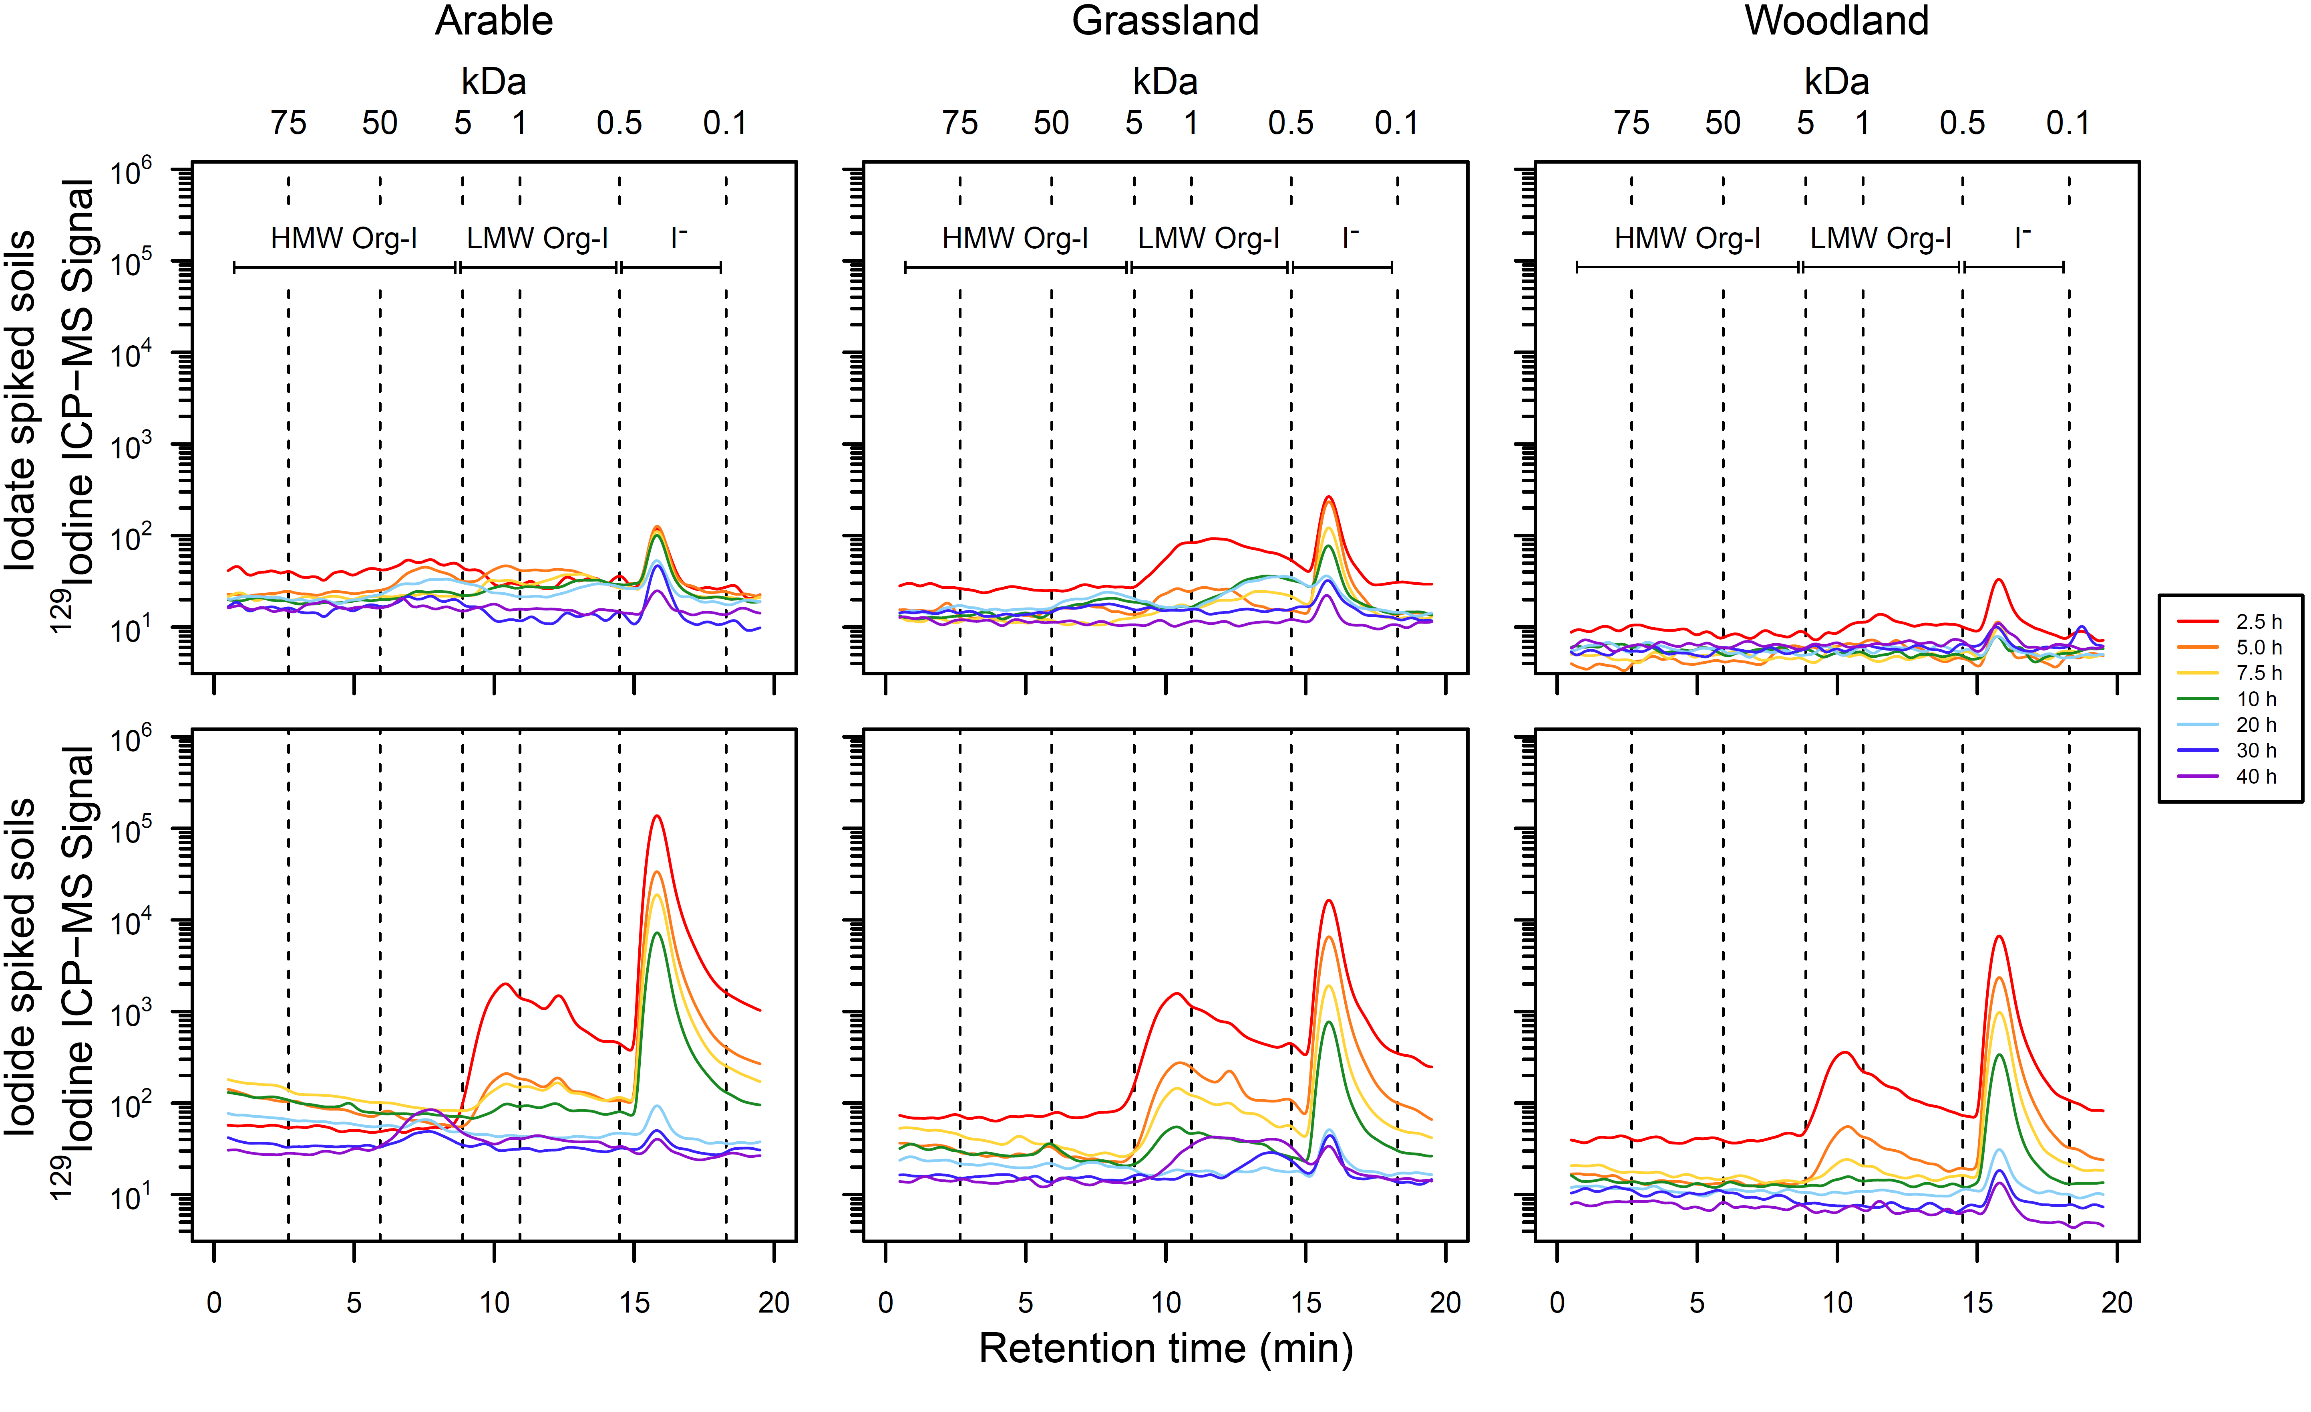 Arable Grassland Woodland
kDa kDa kDa
75 50 5 1 0.5 0.1 75 50 5 1 0.5 0.1 75 50 5 1 0.5 0.1
Iodate spiked soils
¹²⁹Iodine ICP−MS Signal
10⁶
10⁵
10⁴
10³
10²
10¹
HMW Org-I LMW Org-I I⁻ HMW Org-I LMW Org-I I⁻ HMW Org-I LMW Org-I I⁻
2.5 h
5.0 h
7.5 h
10 h
20 h
30 h
40 h
Iodide spiked soils
¹²⁹Iodine ICP−MS Signal
10⁶
10⁵
10⁴
10³
10²
10¹
0 5 10 15 20 0 5 10 15 20 0 5 10 15 20
Retention time (min)